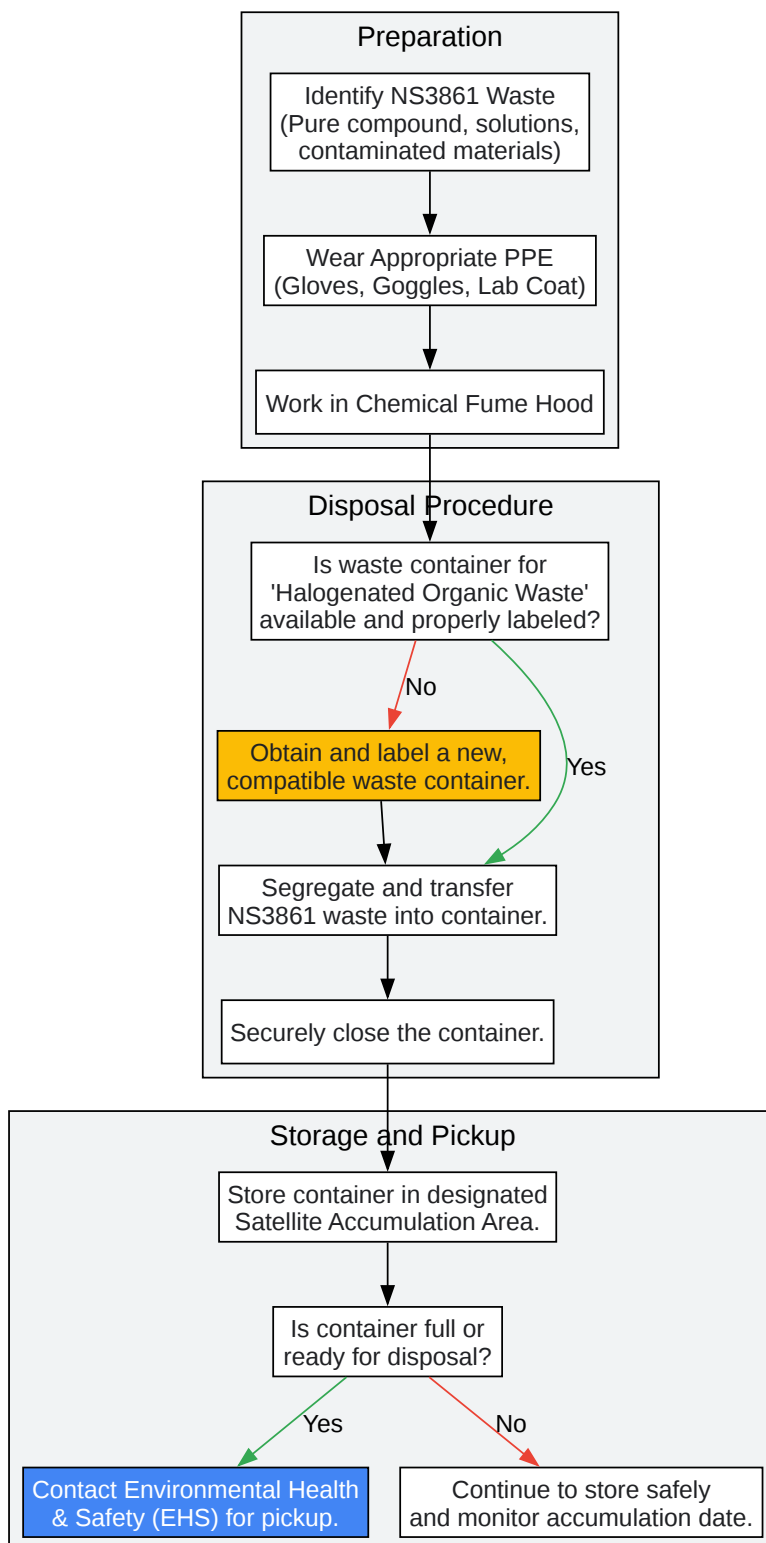 Preparation
Identify NS3861 Waste
(Pure compound, solutions,
contaminated materials)
Wear Appropriate PPE
(Gloves, Goggles, Lab Coat)
Work in Chemical Fume Hood
Disposal Procedure
Is waste container for
'Halogenated Organic Waste'
available and properly labeled?
No
Obtain and label a new,
compatible waste container.
Yes
Segregate and transfer
NS3861 waste into container.
Securely close the container.
Storage and Pickup
Store container in designated
Satellite Accumulation Area.
Is container full or
ready for disposal?
Yes
No
Contact Environmental Health
& Safety (EHS) for pickup.
Continue to store safely
and monitor accumulation date.